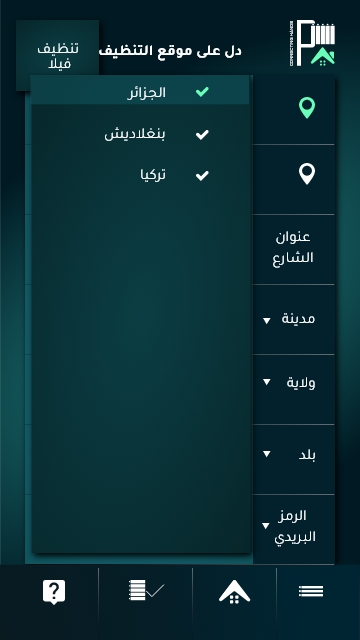 دل على موقع التنظيف
تنظيف
فيلا
CONNECTING HANDS
الجزائر
بنغلاديش
تركيا
عنوان
الشارع
مدينة
ولاية
بلد
الرمز
البريدي